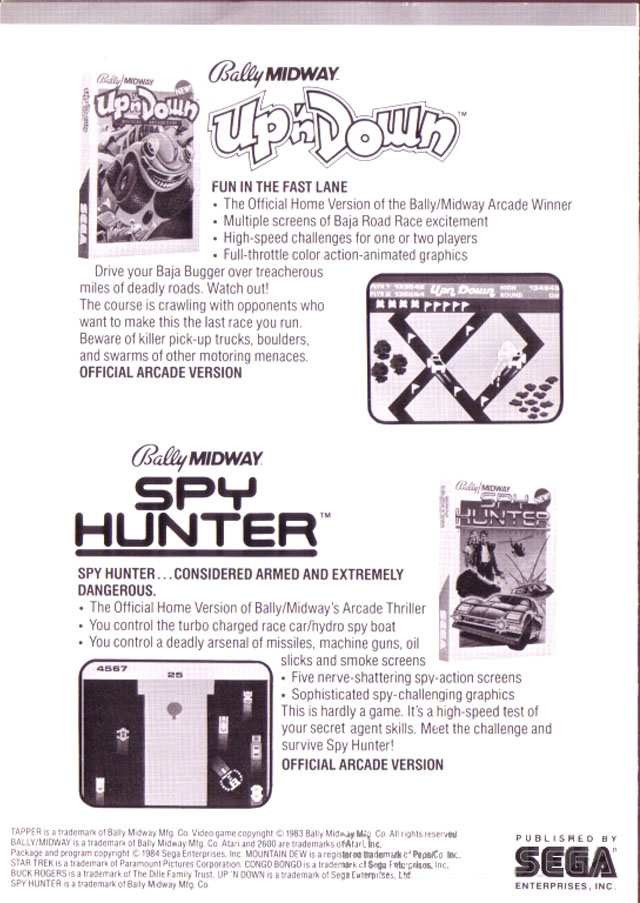 Bally MIDWAY
Up'n Down™
Bally MIDWAY
NEW!
Up'n Down
SEGA
FUN IN THE FAST LANE
• The Official Home Version of the Bally/Midway Arcade Winner
• Multiple screens of Baja Road Race excitement
• High-speed challenges for one or two players
• Full-throttle color action-animated graphics
Drive your Baja Bugger over treacherous
miles of deadly roads. Watch out!
The course is crawling with opponents who
want to make this the last race you run.
Beware of killer pick-up trucks, boulders,
and swarms of other motoring menaces.
OFFICIAL ARCADE VERSION
Up'n Down
ROUND
Bally MIDWAY
SPY
HUNTER™
Bally MIDWAY
NEW
SPY
HUNTER
SEGA
SPY HUNTER...CONSIDERED ARMED AND EXTREMELY
DANGEROUS.
• The Official Home Version of Bally/Midway's Arcade Thriller
• You control the turbo charged race car/hydro spy boat
• You control a deadly arsenal of missiles, machine guns, oil
slicks and smoke screens
• Five nerve-shattering spy-action screens
• Sophisticated spy-challenging graphics
This is hardly a game. It's a high-speed test of
your secret agent skills. Meet the challenge and
survive Spy Hunter!
OFFICIAL ARCADE VERSION
4567
25
TAPPER is a trademark of Bally Midway Mfg. Co. Video game copyright © 1983 Bally Midway Mfg. Co. All rights reserved
BALLY/MIDWAY is a trademark of Bally Midway Mfg. Co. Atari and 2600 are trademarks of Atari, Inc.
Package and program copyright © 1984 Sega Enterprises, Inc. MOUNTAIN DEW is a registered trademark of PepsiCo Inc.
STAR TREK is a trademark of Paramount Pictures Corporation. CONGO BONGO is a trademark of Sega Enterprises, Inc.
BUCK ROGERS is a trademark of The Dille Family Trust. UP 'N DOWN is a trademark of Sega Enterprises, Ltd.
SPY HUNTER is a trademark of Bally Midway Mfg. Co.
PUBLISHED BY
SEGA®
ENTERPRISES, INC.